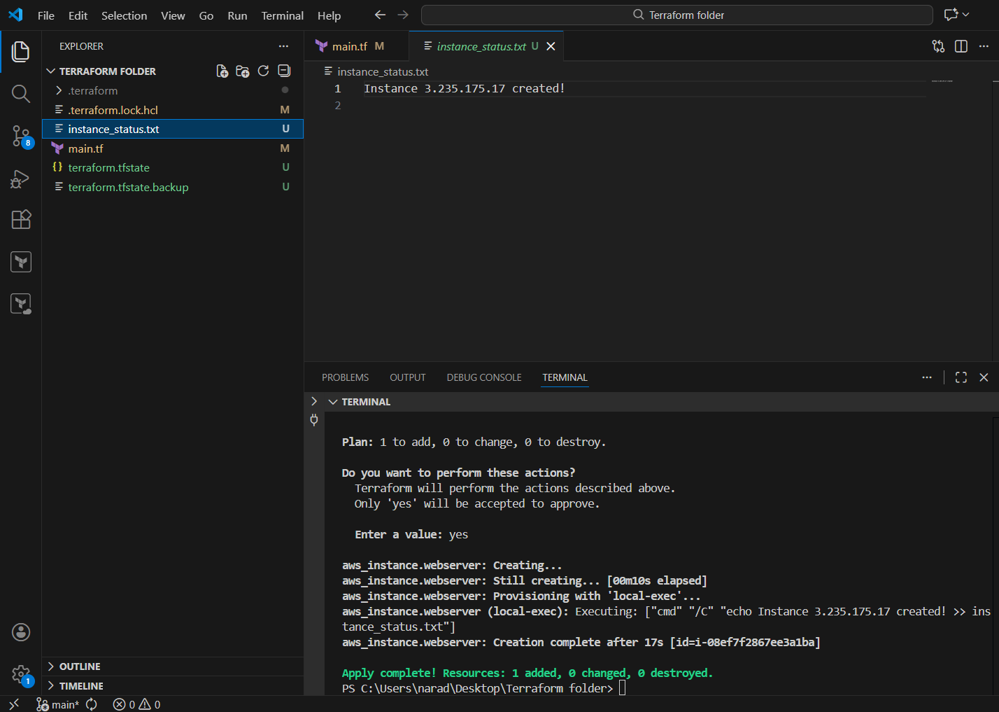 File Edit Selection View Go Run Terminal Help
Terraform folder
EXPLORER
TERRAFORM FOLDER
.terraform
.terraform.lock.hcl M
instance_status.txt U
main.tf M
terraform.tfstate U
terraform.tfstate.backup U
OUTLINE
TIMELINE
8
1
main.tf M
instance_status.txt U
instance_status.txt
1 Instance 3.235.175.17 created!
2
PROBLEMS OUTPUT DEBUG CONSOLE TERMINAL
TERMINAL
Plan: 1 to add, 0 to change, 0 to destroy.
Do you want to perform these actions?
Terraform will perform the actions described above.
Only 'yes' will be accepted to approve.
Enter a value: yes
aws_instance.webserver: Creating...
aws_instance.webserver: Still creating... [00m10s elapsed]
aws_instance.webserver: Provisioning with 'local-exec'...
aws_instance.webserver (local-exec): Executing: ["cmd" "/C" "echo Instance 3.235.175.17 created! >> ins
tance_status.txt"]
aws_instance.webserver: Creation complete after 17s [id=i-08ef7f2867ee3a1ba]
Apply complete! Resources: 1 added, 0 changed, 0 destroyed.
PS C:\Users\narad\Desktop\Terraform folder>
main* 0 0